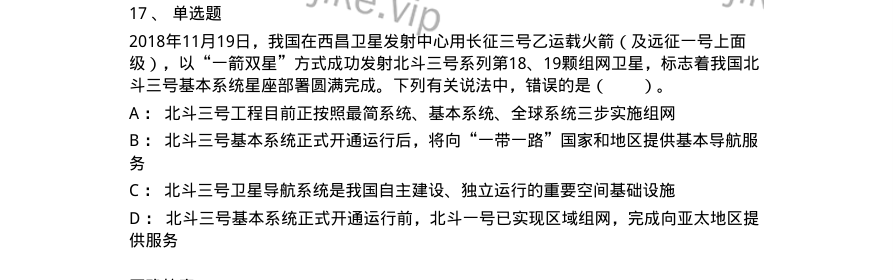 jike.vip
17 、 单选题
2018年11月19日，我国在西昌卫星发射中心用长征三号乙运载火箭（及远征一号上面
级），以“一箭双星”方式成功发射北斗三号系列第18、19颗组网卫星，标志着我国北
斗三号基本系统星座部署圆满完成。下列有关说法中，错误的是（　　）。
A： 北斗三号工程目前正按照最简系统、基本系统、全球系统三步实施组网
B： 北斗三号基本系统正式开通运行后，将向“一带一路”国家和地区提供基本导航服
务
C： 北斗三号卫星导航系统是我国自主建设、独立运行的重要空间基础设施
D： 北斗三号基本系统正式开通运行前，北斗一号已实现区域组网，完成向亚太地区提
供服务